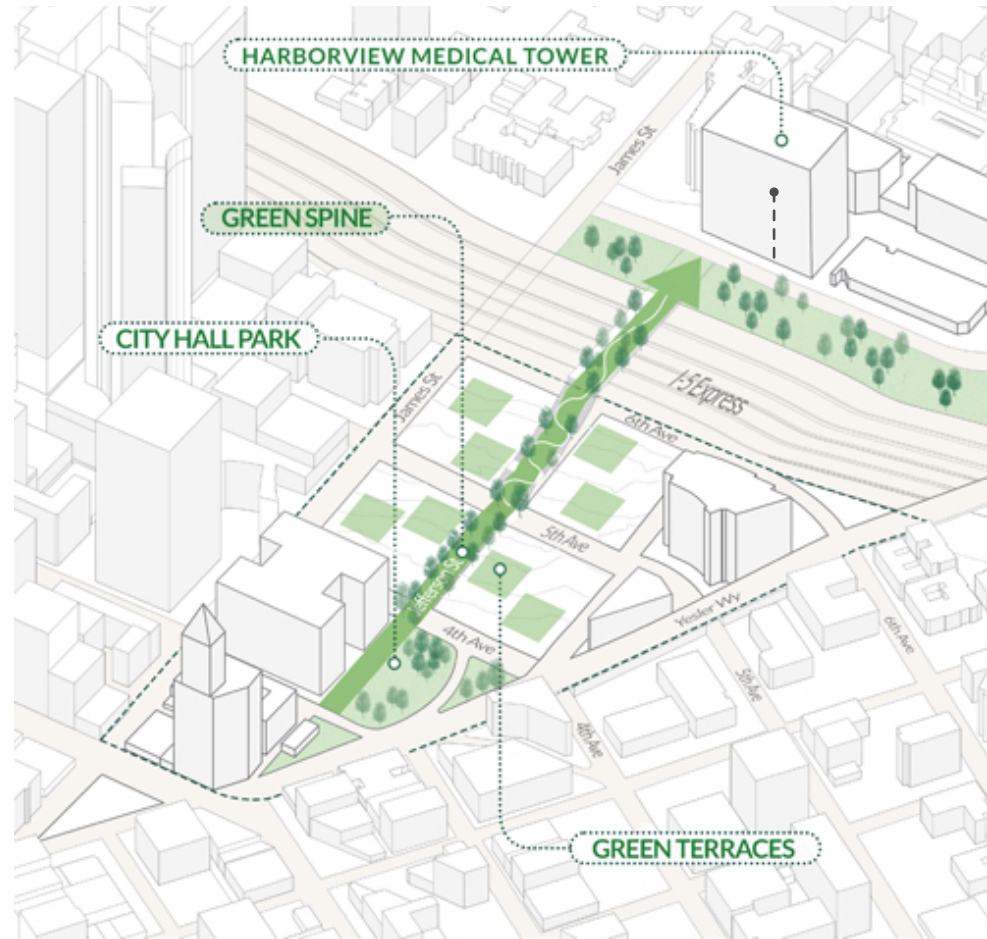 HARBORVIEW MEDICAL TOWER
James St
GREEN SPINE
CITY HALL PARK
James St
I-5 Express
6th Ave
5th Ave
Jefferson St
4th Ave
Yesler Wy
6th Ave
5th Ave
4th Ave
GREEN TERRACES